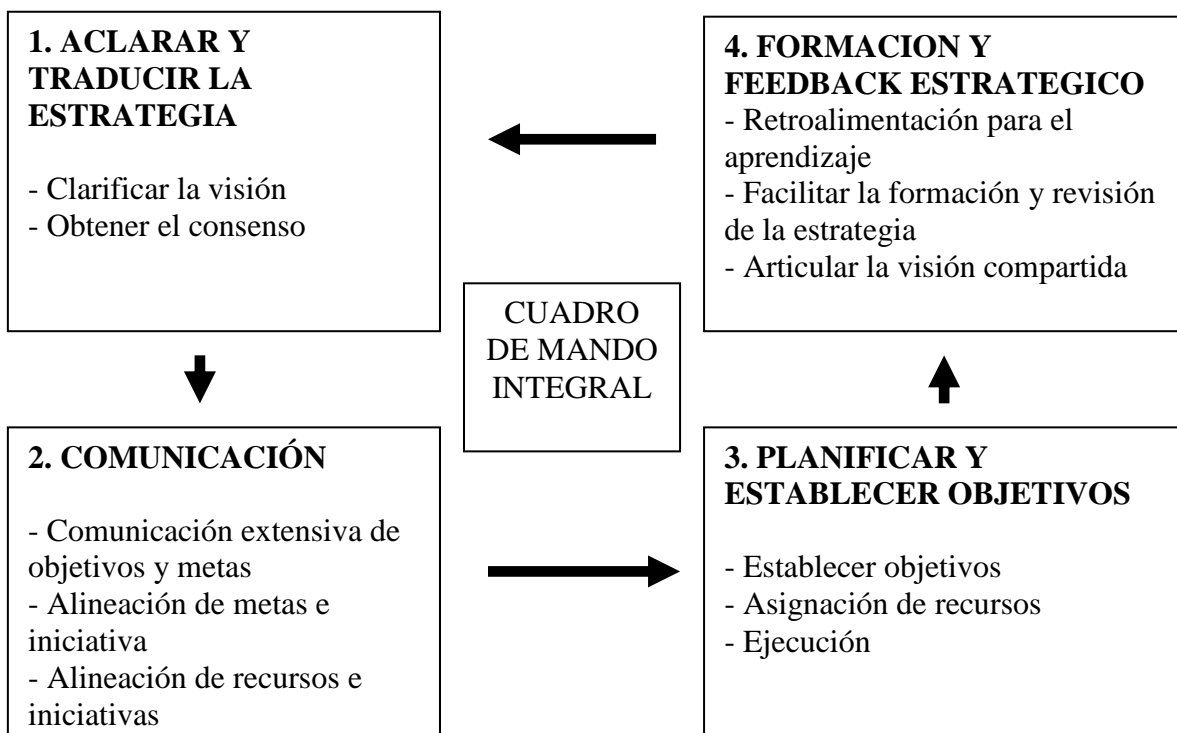 1. ACLARAR Y
TRADUCIR LA
ESTRATEGIA
- Clarificar la visión
- Obtener el consenso
2. COMUNICACIÓN
- Comunicación extensiva de
objetivos y metas
- Alineación de metas e
iniciativa
- Alineación de recursos e
iniciativas
CUADRO
DE MANDO
INTEGRAL
3. PLANIFICAR Y
ESTABLECER OBJETIVOS
- Establecer objetivos
- Asignación de recursos
- Ejecución
4. FORMACION Y
FEEDBACK ESTRATEGICO
- Retroalimentación para el
aprendizaje
- Facilitar la formación y revisión
de la estrategia
- Articular la visión compartida